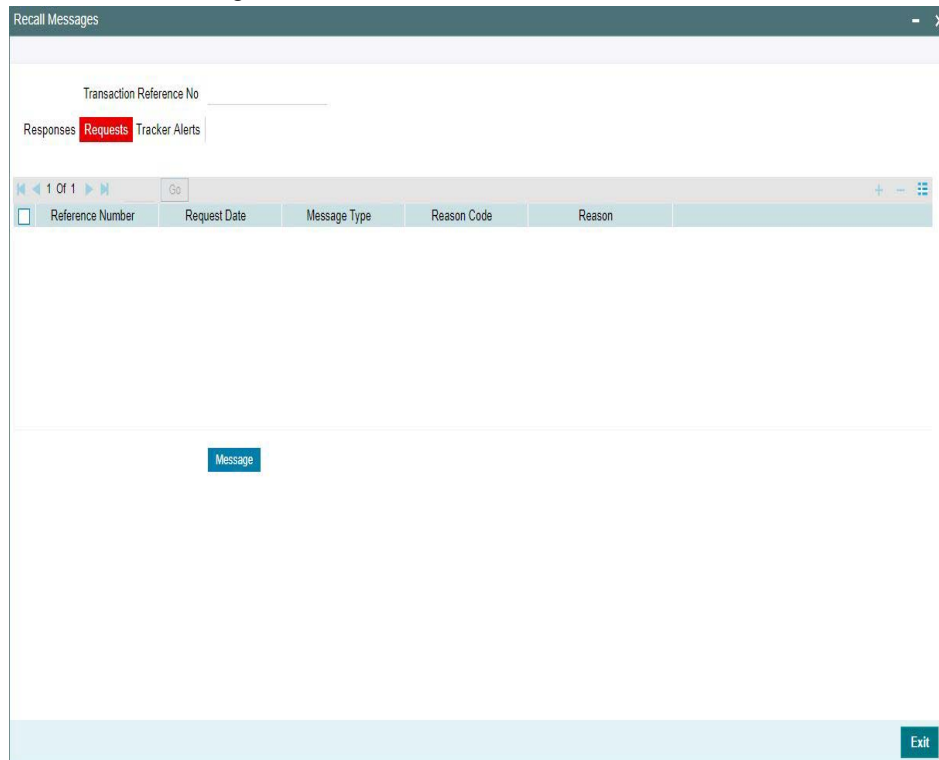 Recall Messages
Transaction Reference No
Responses Requests Tracker Alerts
1 Of 1 Go
Reference Number Request Date Message Type Reason Code Reason
Message
Exit